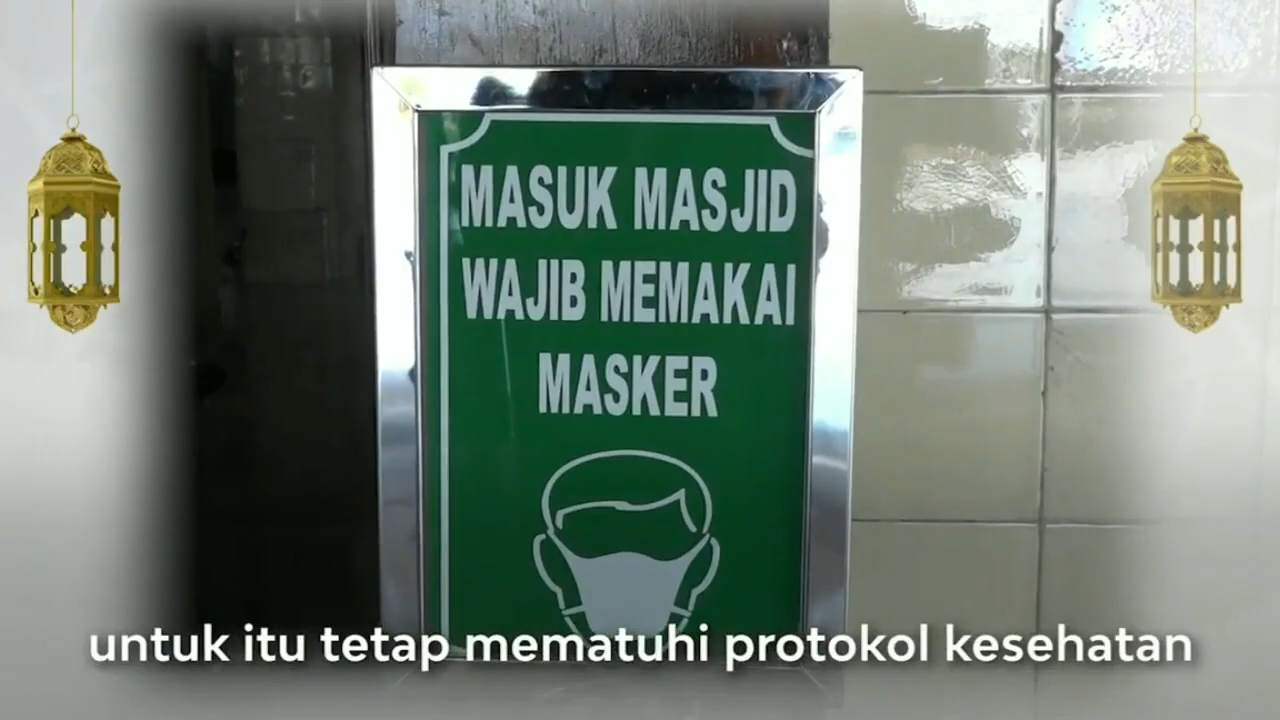 MASUK MASJID
WAJIB MEMAKAI
MASKER
untuk itu tetap mematuhi protokol kesehatan